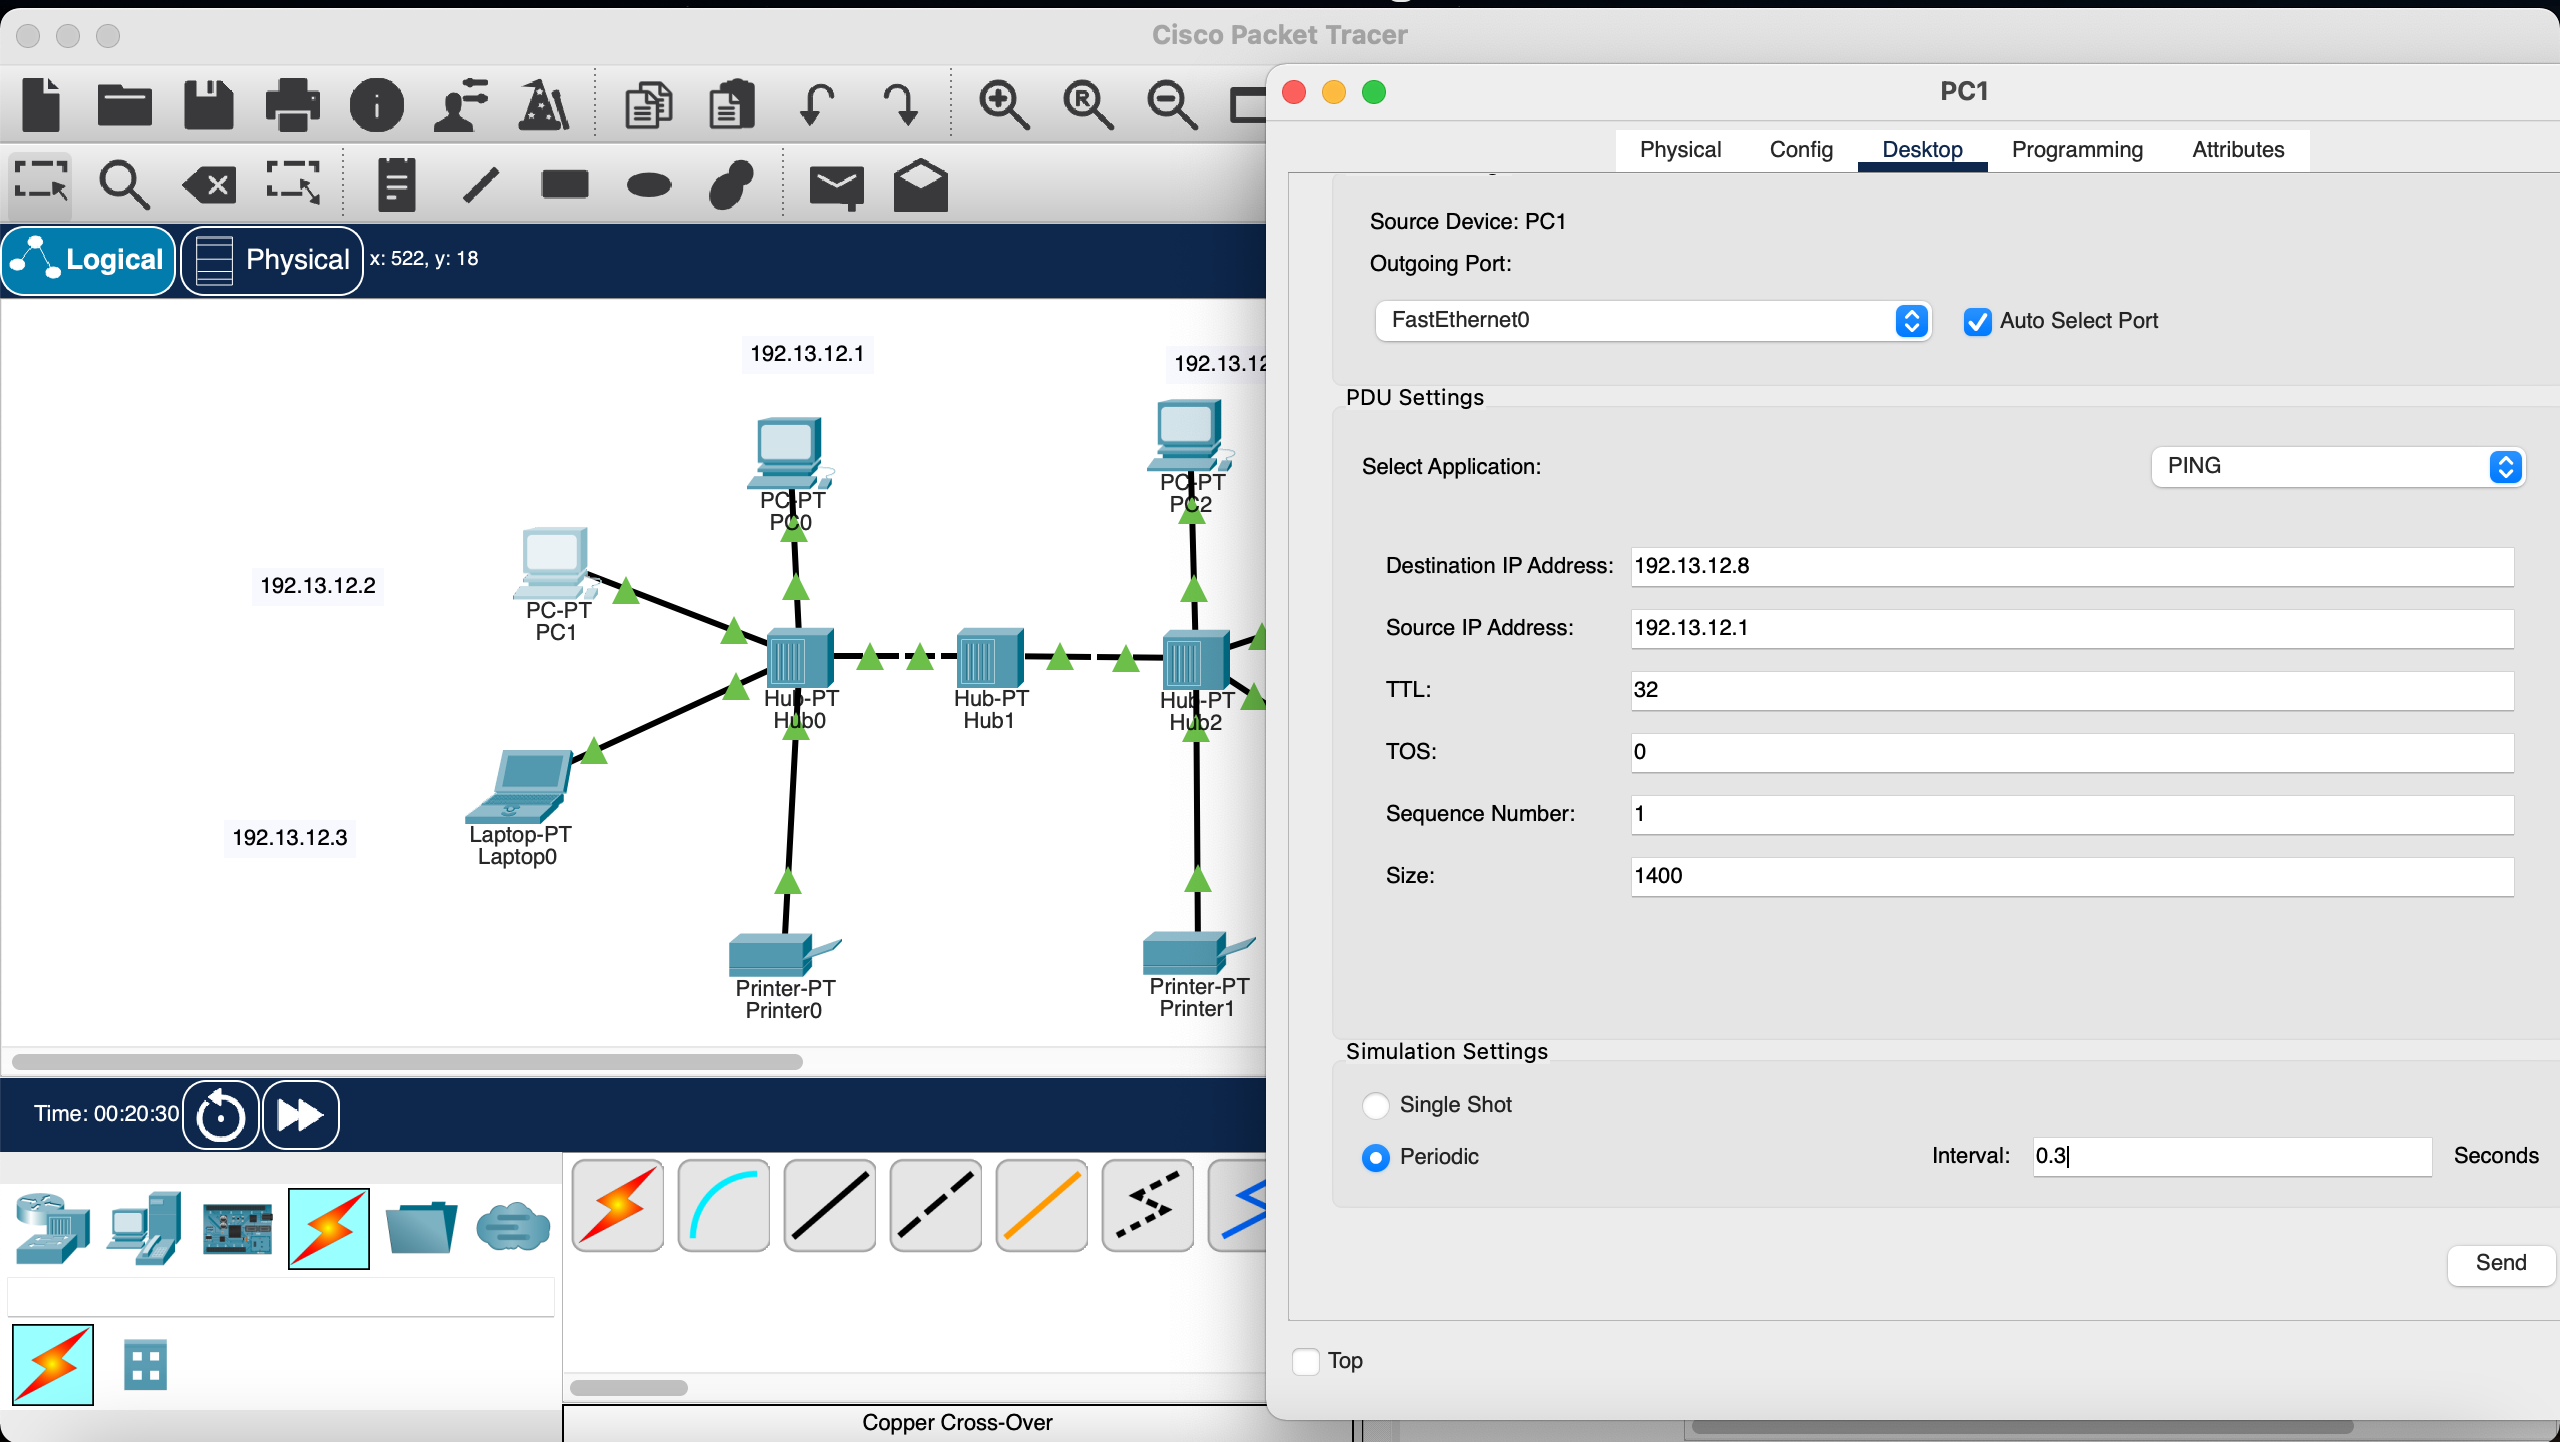 Cisco Packet Tracer
PC1
Physical Config Desktop Programming Attributes
Logical Physical x: 522, y: 18
Source Device: PC1
Outgoing Port:
FastEthernet0 Auto Select Port
PDU Settings
Select Application: PING
Destination IP Address: 192.13.12.8
Source IP Address: 192.13.12.1
TTL: 32
TOS: 0
Sequence Number: 1
Size: 1400
Simulation Settings
Single Shot
Periodic Interval: 0.3 Seconds
Send
Top
192.13.12.1
192.13.12
PC-PT
PC0
PC-PT
PC2
192.13.12.2
PC-PT
PC1
Hub-PT
Hub0
Hub-PT
Hub1
Hub-PT
Hub2
192.13.12.3
Laptop-PT
Laptop0
Printer-PT
Printer0
Printer-PT
Printer1
Time: 00:20:30
Copper Cross-Over